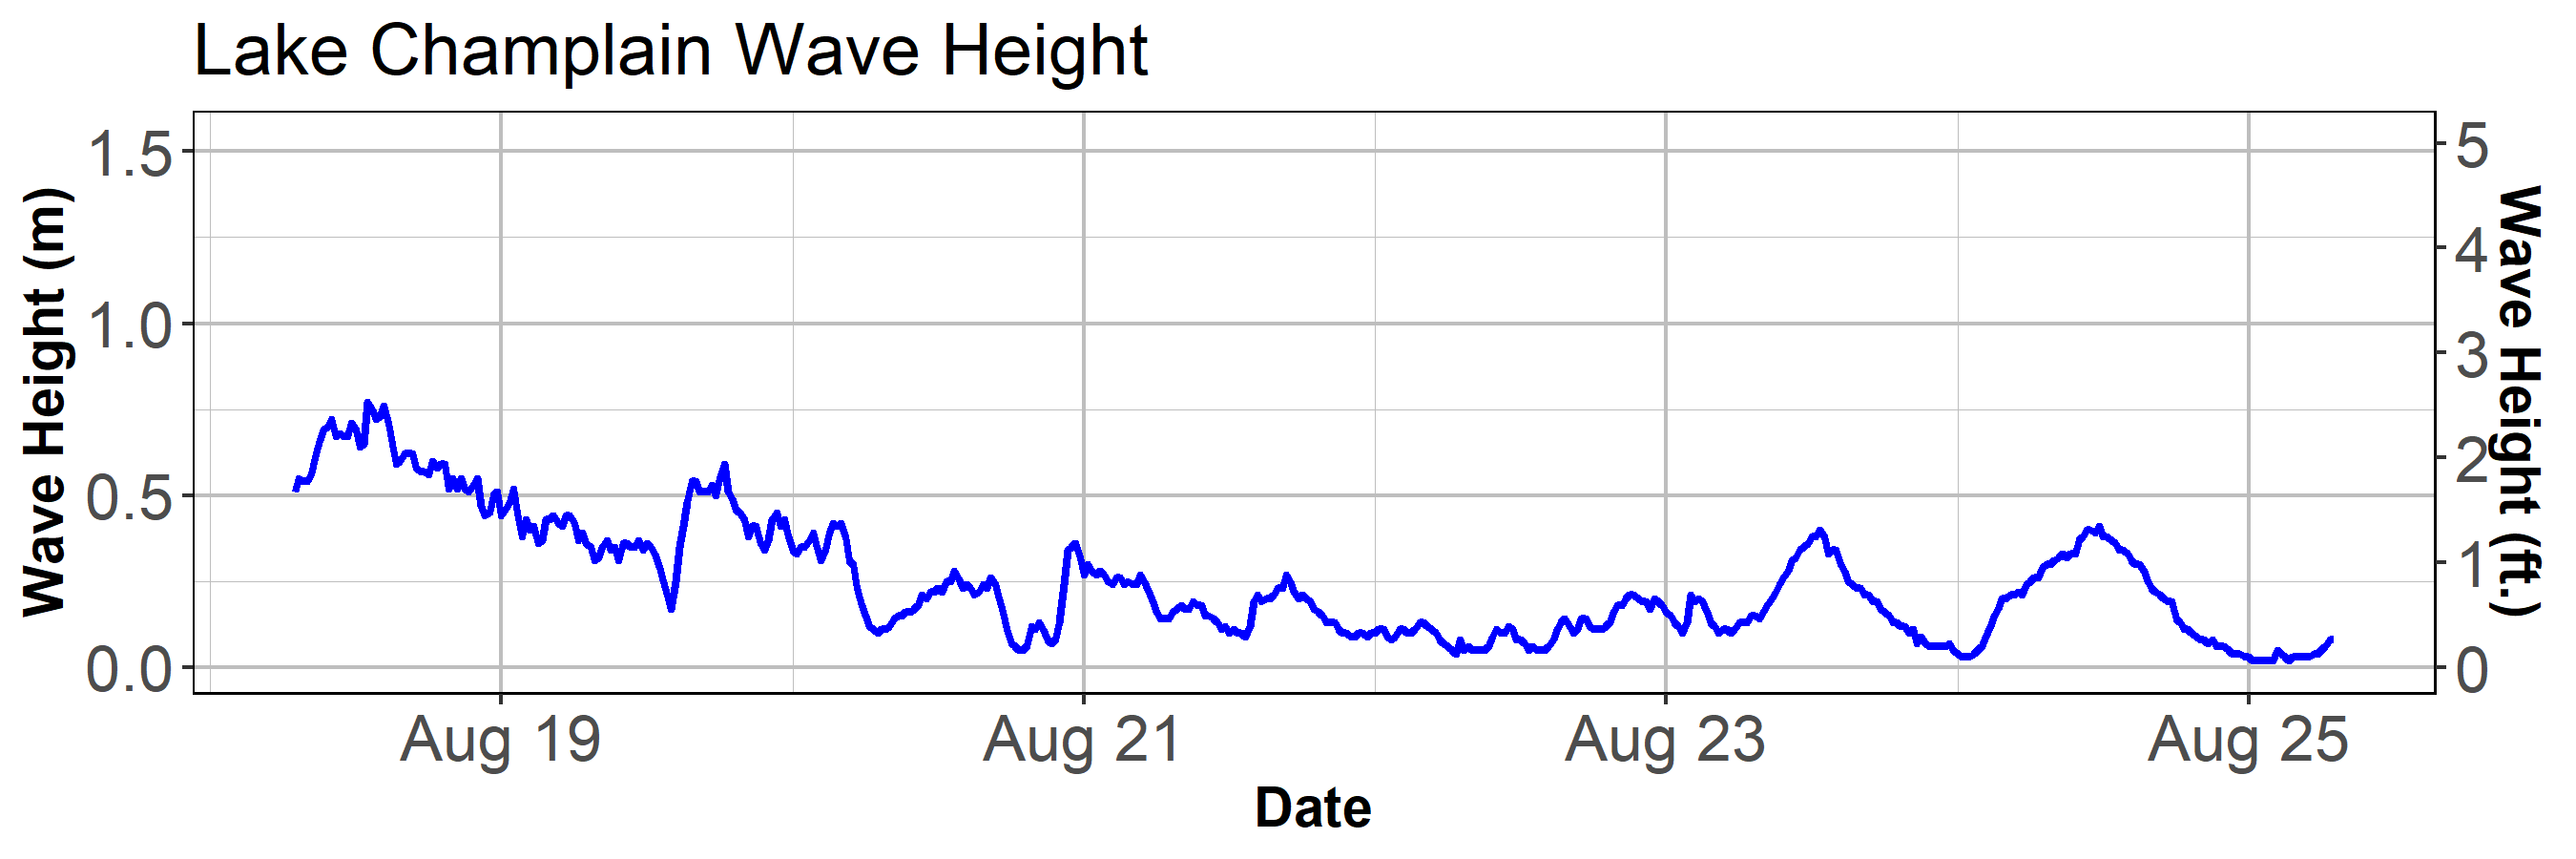 Lake Champlain Wave Height
Wave Height (m)
1.5
1.0
0.5
0.0
5
4
3
2
1
0
Wave Height (ft.)
Aug 19
Aug 21
Aug 23
Aug 25
Date